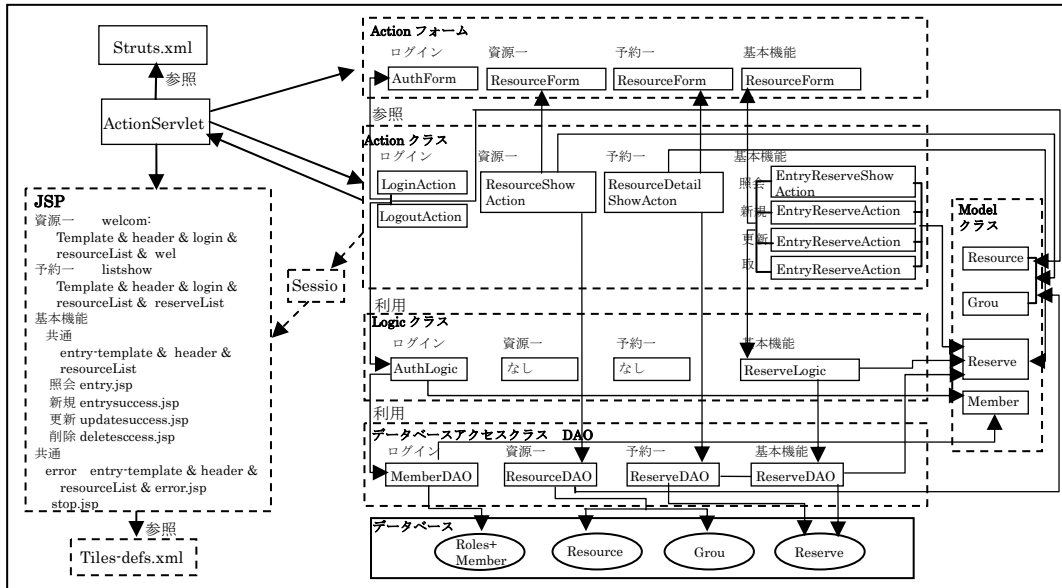 Struts.xml
参照
ActionServlet
JSP
資源一 welcom:
Template & header & login &
resourceList & wel
予約一 listshow
Template & header & login &
resourceList & reserveList
基本機能
共通
entry-template & header &
resourceList
照会 entry.jsp
新規 entrysuccess.jsp
更新 updatesuccess.jsp
削除 deletesccess.jsp
共通
error entry-template & header &
resourceList & error.jsp
stop.jsp
参照
Tiles-defs.xml
Sessio
Action フォーム
ログイン 資源一 予約一 基本機能
AuthForm ResourceForm ResourceForm ResourceForm
参照
Action クラス
ログイン 資源一 予約一 基本機能
LoginAction
LogoutAction
ResourceShow
Action
ResourceDetail
ShowActon
照会 EntryReserveShow
Action
新規 EntryReserveAction
更新 EntryReserveAction
取 EntryReserveAction
利用
Logic クラス
ログイン 資源一 予約一 基本機能
AuthLogic なし なし ReserveLogic
利用
データベースアクセスクラス DAO
ログイン 資源一 予約一 基本機能
MemberDAO ResourceDAO ReserveDAO ReserveDAO
データベース
Roles+
Member
Resource
Grou
Reserve
Model
クラス
Resource
Grou
Reserve
Member